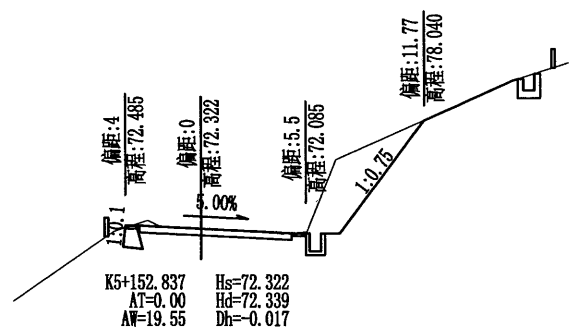 偏距:4
高程:72.485
偏距:0
高程:72.322
偏距:5.5
高程:72.085
偏距:11.77
高程:78.040
5.00%
1:0.1
1:0.75
K5+152.837 Hs=72.322
AT=0.00 Hd=72.339
AW=19.55 Dh=-0.017